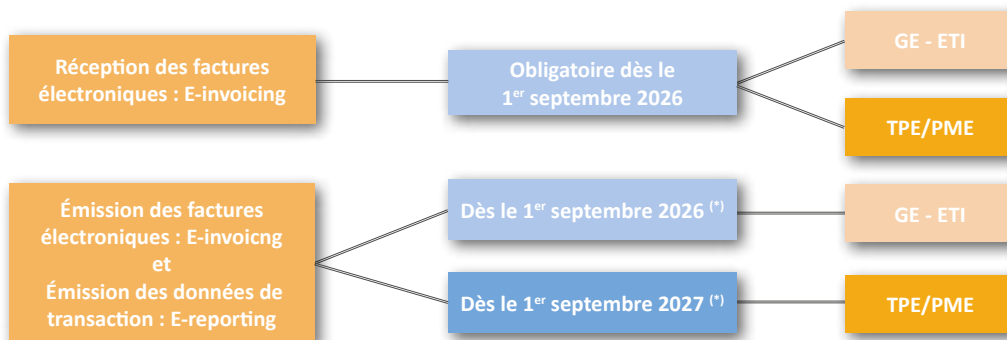 Réception des factures
électroniques : E-invoicing
Obligatoire dès le
1er septembre 2026
GE - ETI
TPE/PME
Émission des factures
électroniques : E-invoicng
et
Émission des données de
transaction : E-reporting
Dès le 1er septembre 2026 (*)
GE - ETI
Dès le 1er septembre 2027 (*)
TPE/PME